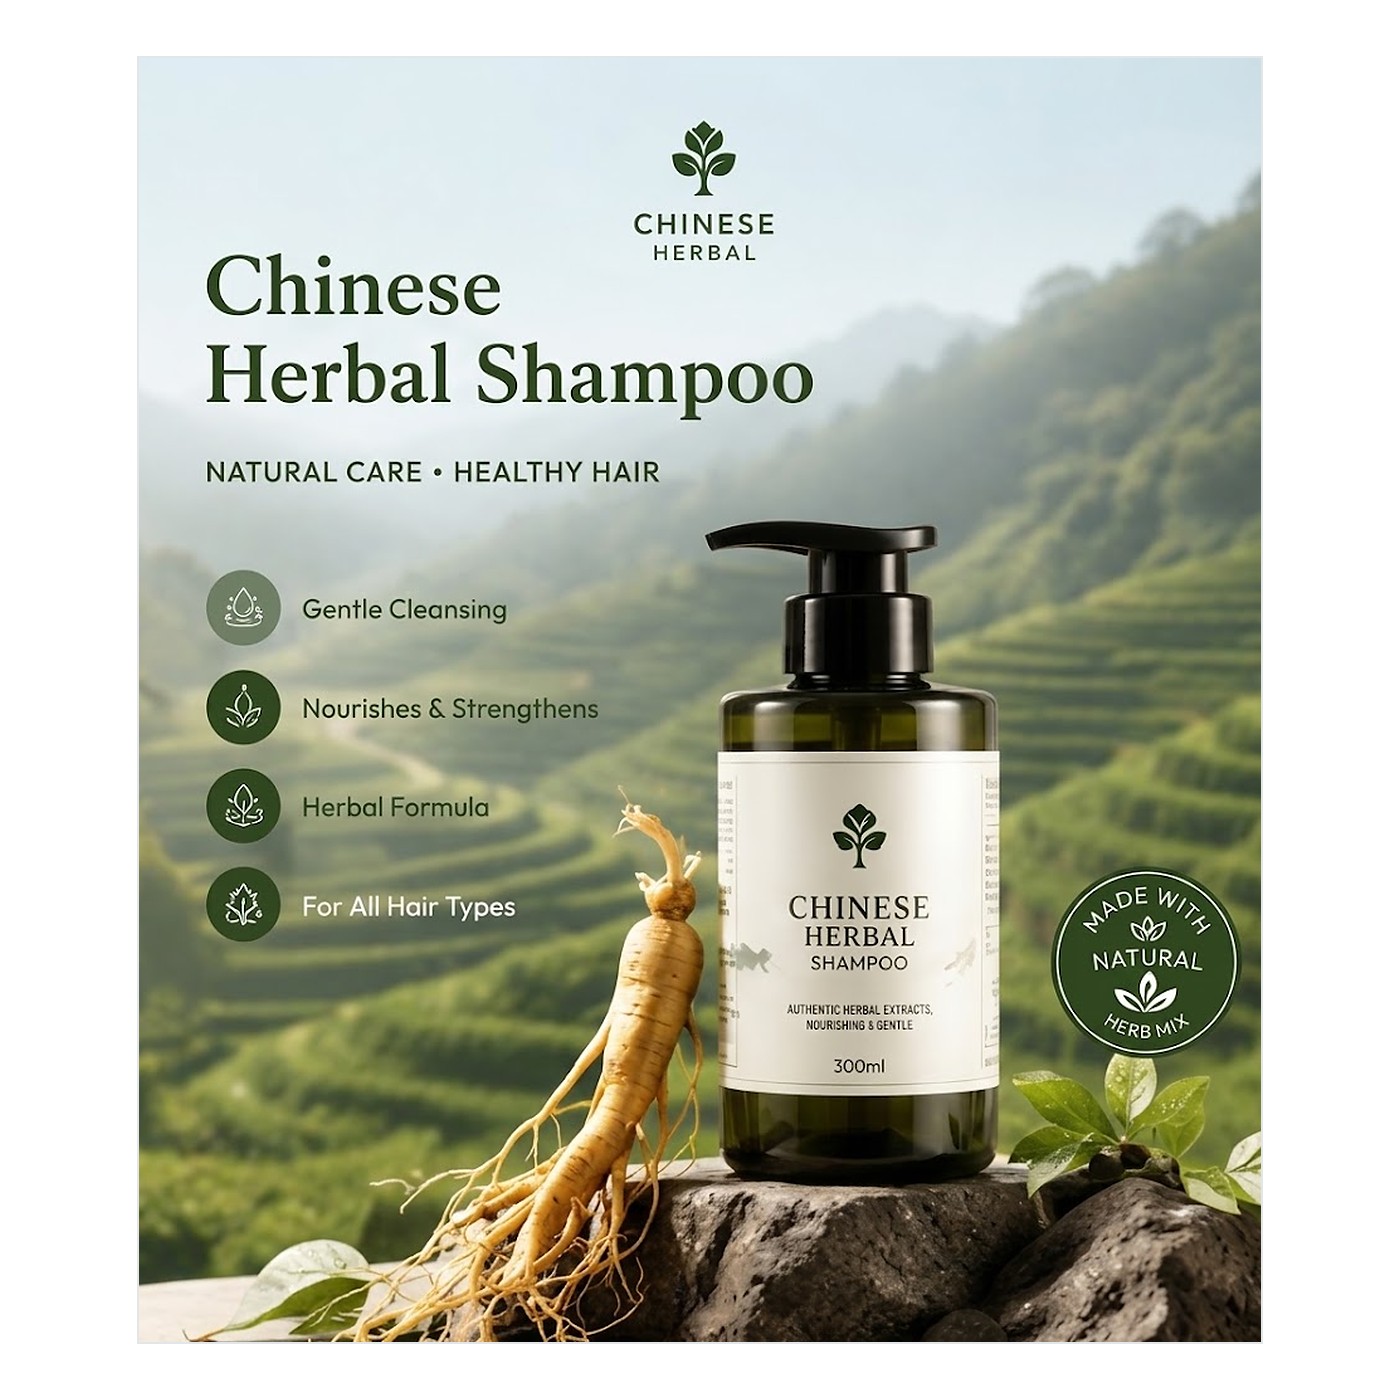 CHINESE
HERBAL
Chinese
Herbal Shampoo
NATURAL CARE • HEALTHY HAIR
Gentle Cleansing
Nourishes & Strengthens
Herbal Formula
For All Hair Types
CHINESE
HERBAL
SHAMPOO
AUTHENTIC HERBAL EXTRACTS,
NOURISHING & GENTLE
300ml
MADE WITH
NATURAL
HERB MIX